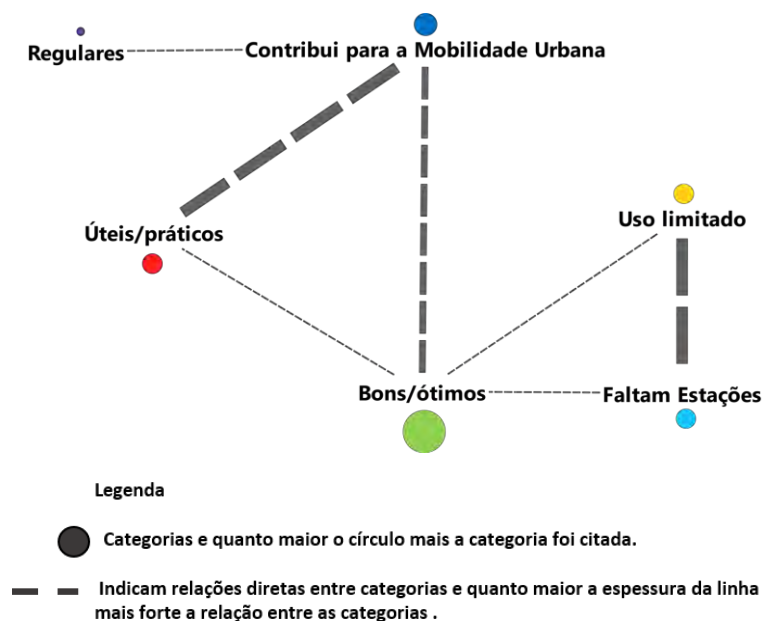 Regulares
Contribui para a Mobilidade Urbana
Úteis/práticos
Uso limitado
Bons/ótimos
Faltam Estações
Legenda
Categorias e quanto maior o círculo mais a categoria foi citada.
Indicam relações diretas entre categorias e quanto maior a espessura da linha
mais forte a relação entre as categorias .